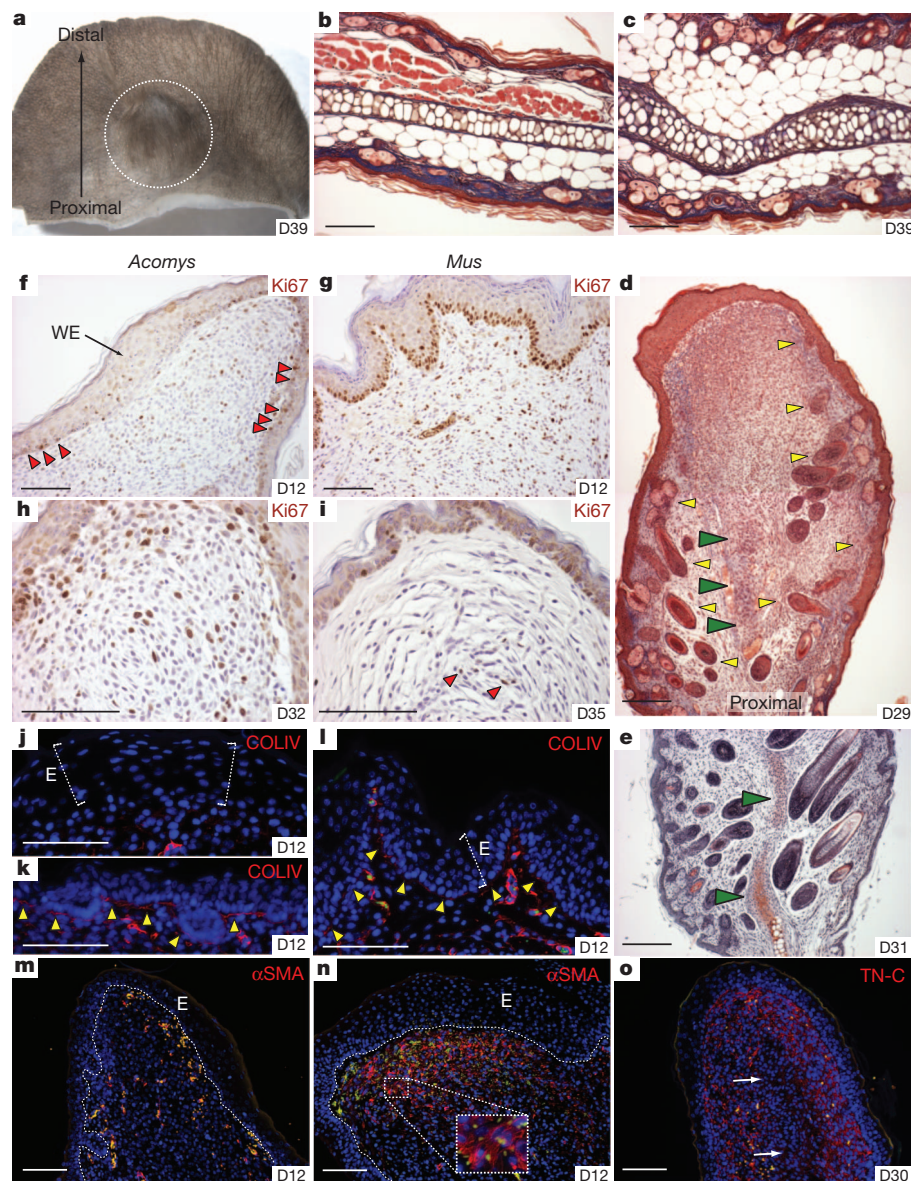 a
Distal
Proximal
D39
b
c
D39
Acomys
Mus
f
Ki67
WE
D12
g
Ki67
D12
d
Proximal
D29
h
Ki67
D32
i
Ki67
D35
j
COLIV
E
D12
k
COLIV
D12
l
COLIV
E
D12
e
D31
m
αSMA
E
D12
n
αSMA
E
D12
o
TN-C
D30